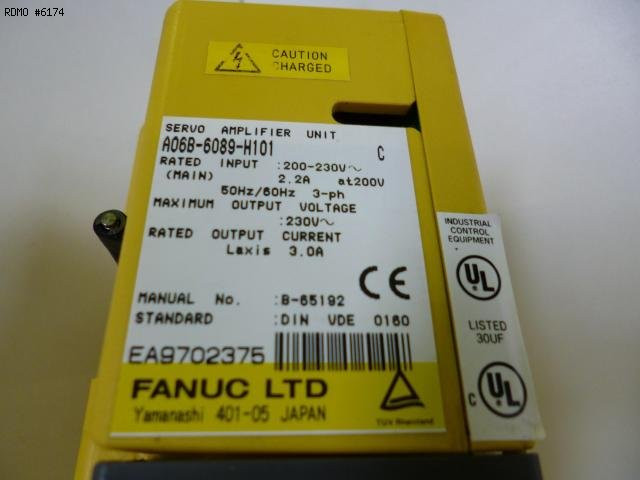 RDMO #6174
CAUTION
CHARGED
SERVO AMPLIFIER UNIT
A06B-6089-H101 C
RATED INPUT :200-230V～
(MAIN) 2.2A at200V
50Hz/60Hz 3-ph
MAXIMUM OUTPUT VOLTAGE
:230V～
RATED OUTPUT CURRENT
Laxis 3.0A
CE
MANUAL No. :B-65192
STANDARD :DIN VDE 0160
EA9702375
FANUC LTD
Yamanashi 401-05 JAPAN
TÜV Rheinland
INDUSTRIAL
CONTROL
EQUIPMENT
UL
LISTED
30UF
C UL